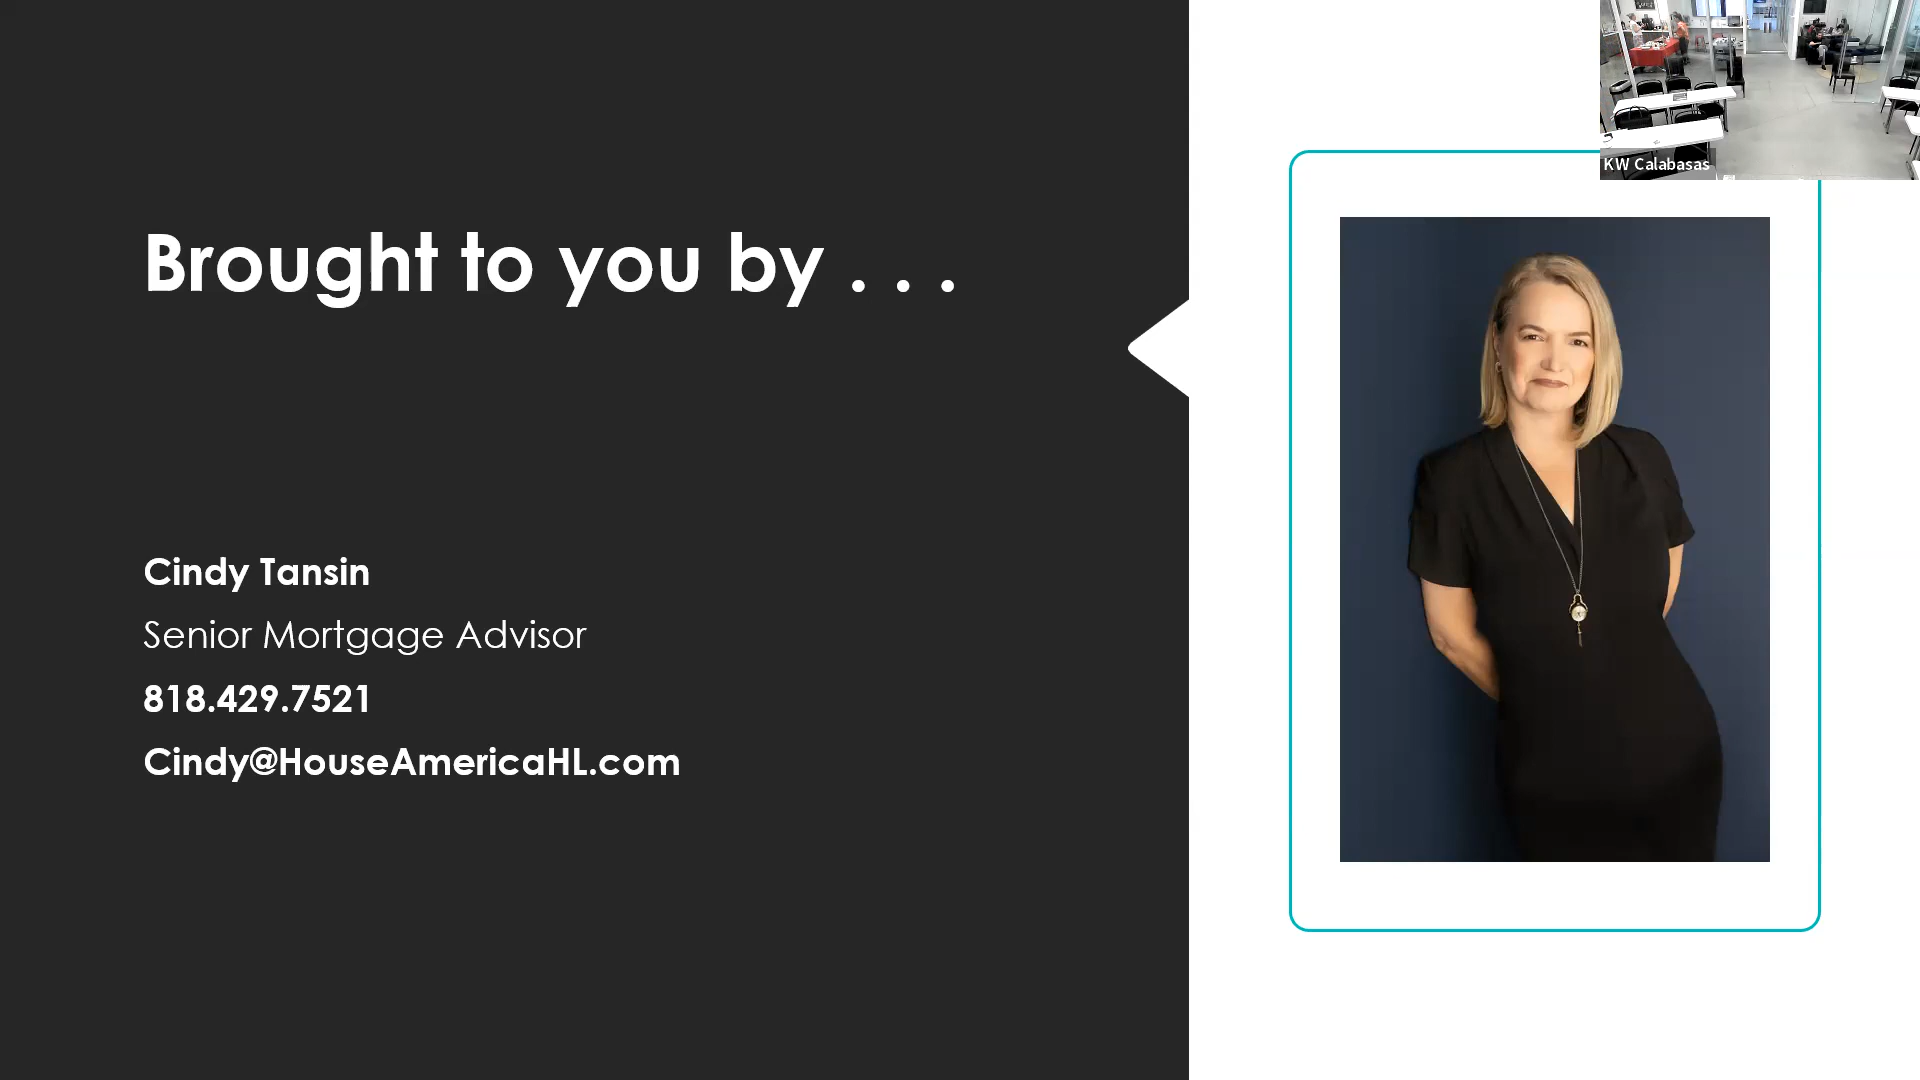 Brought to you by . . .
Cindy Tansin
Senior Mortgage Advisor
818.429.7521
Cindy@HouseAmericaHL.com
KW Calabasas